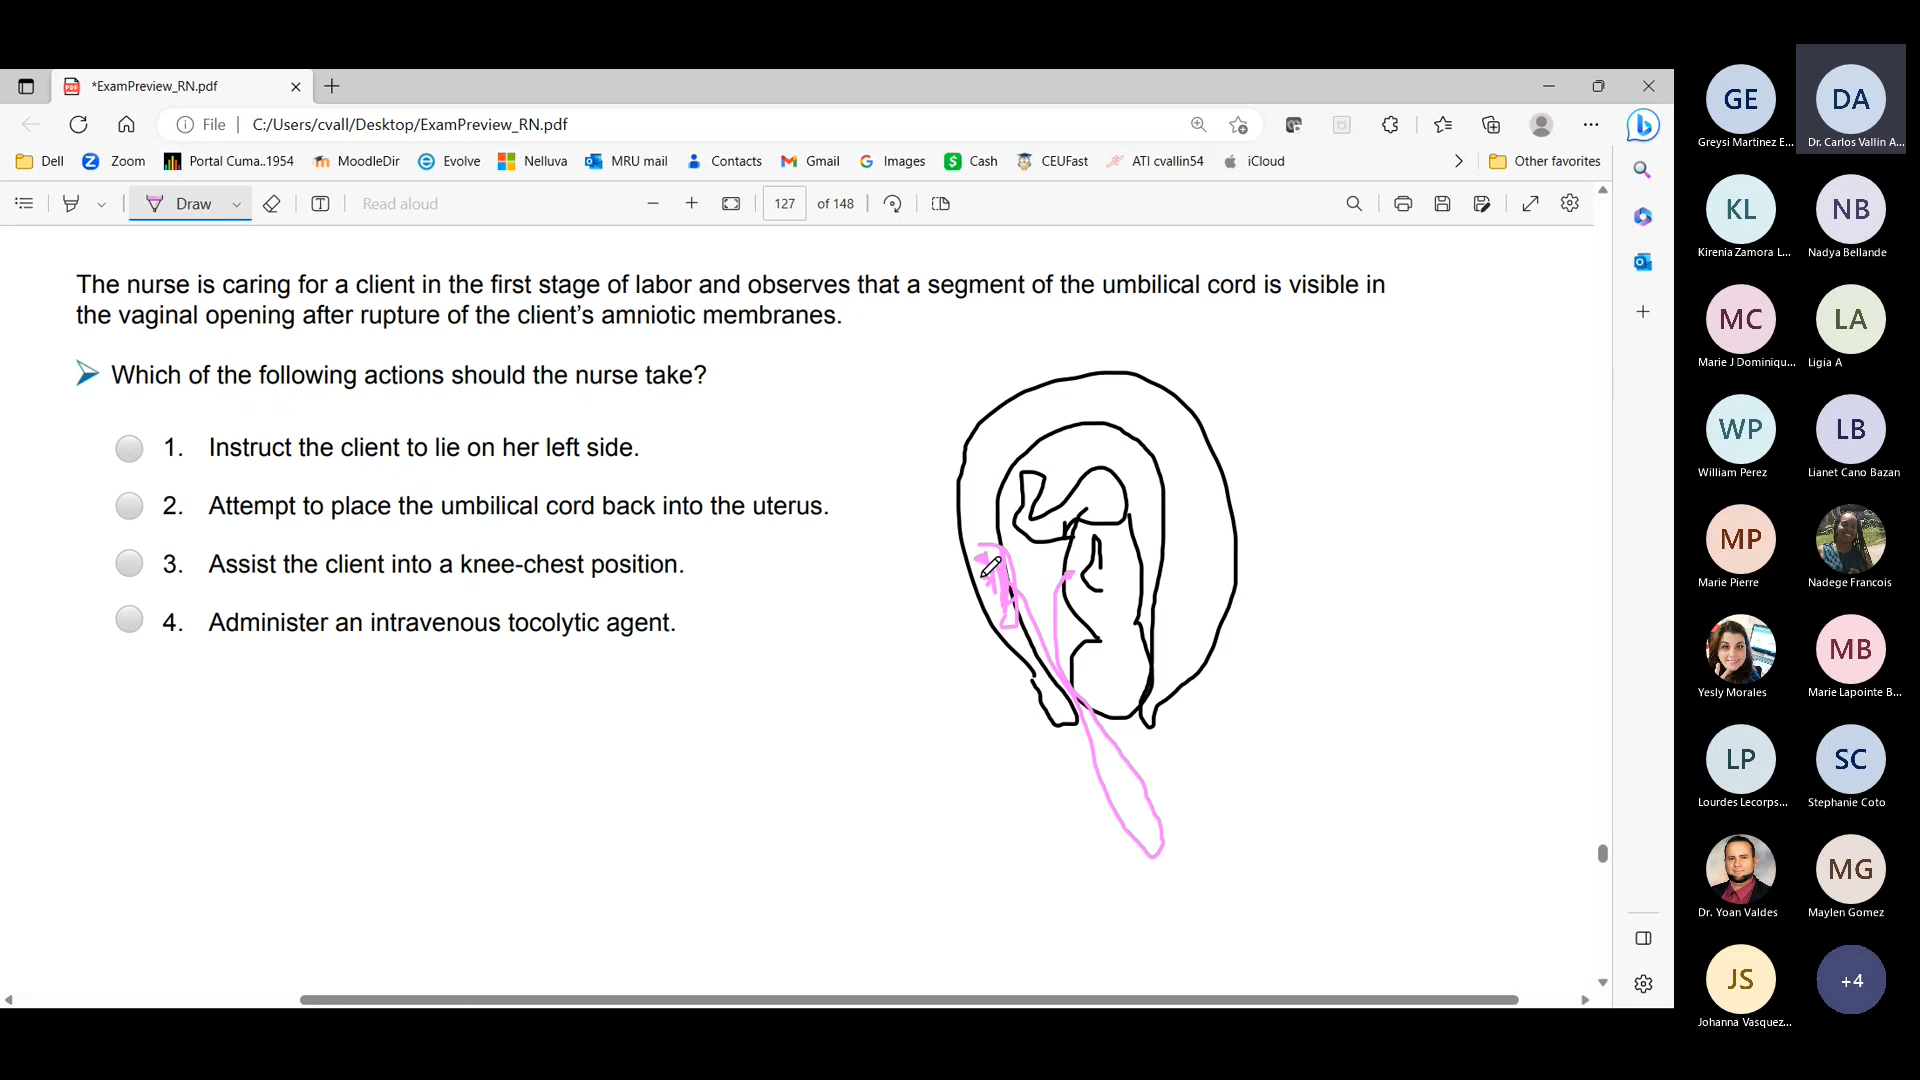 *ExamPreview_RN.pdf
File
C:/Users/cvall/Desktop/ExamPreview_RN.pdf
Dell
Zoom
Portal Cuma..1954
MoodleDir
Evolve
Nelluva
MRU mail
Contacts
Gmail
Images
Cash
CEUFast
ATI cvallin54
iCloud
Other favorites
Draw
Read aloud
127
of 148
The nurse is caring for a client in the first stage of labor and observes that a segment of the umbilical cord is visible in
the vaginal opening after rupture of the client’s amniotic membranes.
Which of the following actions should the nurse take?
1. Instruct the client to lie on her left side.
2. Attempt to place the umbilical cord back into the uterus.
3. Assist the client into a knee-chest position.
4. Administer an intravenous tocolytic agent.
GE
Greysi Martinez E...
DA
Dr. Carlos Vallin A...
KL
Kirenia Zamora L...
NB
Nadya Bellande
MC
Marie J Dominiqu...
LA
Ligia A
WP
William Perez
LB
Lianet Cano Bazan
MP
Marie Pierre
Nadege Francois
Yesly Morales
MB
Marie Lapointe B...
LP
Lourdes Lecorps...
SC
Stephanie Coto
Dr. Yoan Valdes
MG
Maylen Gomez
JS
Johanna Vasquez...
+4